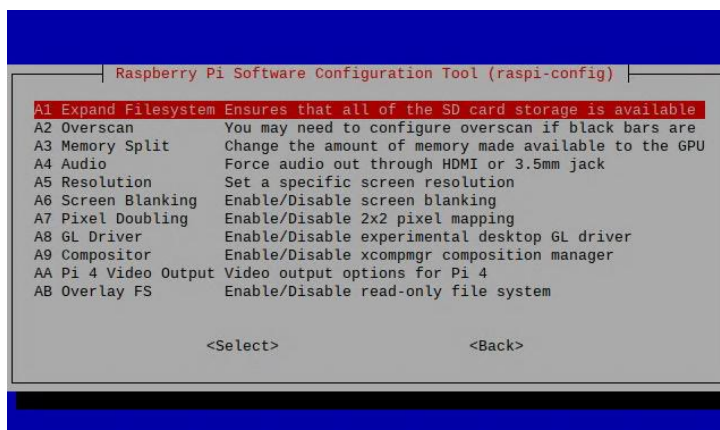 Raspberry Pi Software Configuration Tool (raspi-config)
A1 Expand Filesystem Ensures that all of the SD card storage is available
A2 Overscan You may need to configure overscan if black bars are
A3 Memory Split Change the amount of memory made available to the GPU
A4 Audio Force audio out through HDMI or 3.5mm jack
A5 Resolution Set a specific screen resolution
A6 Screen Blanking Enable/Disable screen blanking
A7 Pixel Doubling Enable/Disable 2x2 pixel mapping
A8 GL Driver Enable/Disable experimental desktop GL driver
A9 Compositor Enable/Disable xcompmgr composition manager
AA Pi 4 Video Output Video output options for Pi 4
AB Overlay FS Enable/Disable read-only file system
<Select> <Back>